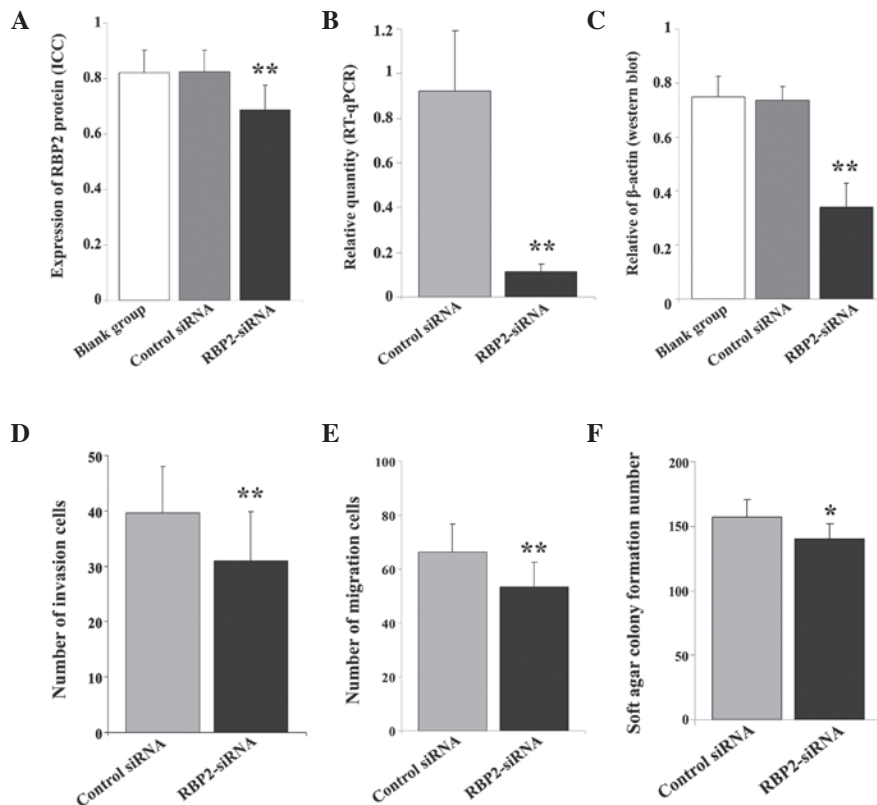 A
Expression of RBP2 protein (ICC)
1
0.8
0.6
0.4
0.2
0
**
Blank group
Control siRNA
RBP2-siRNA
B
Relative quantity (RT-qPCR)
1.2
1
0.8
0.6
0.4
0.2
0
**
Control siRNA
RBP2-siRNA
C
Relative of β-actin (western blot)
1
0.8
0.6
0.4
0.2
0
**
Blank group
Control siRNA
RBP2-siRNA
D
Number of invasion cells
50
40
30
20
10
0
**
Control siRNA
RBP2-siRNA
E
Number of migration cells
100
80
60
40
20
0
**
Control siRNA
RBP2-siRNA
F
Soft agar colony formation number
200
150
100
50
0
*
Control siRNA
RBP2-siRNA